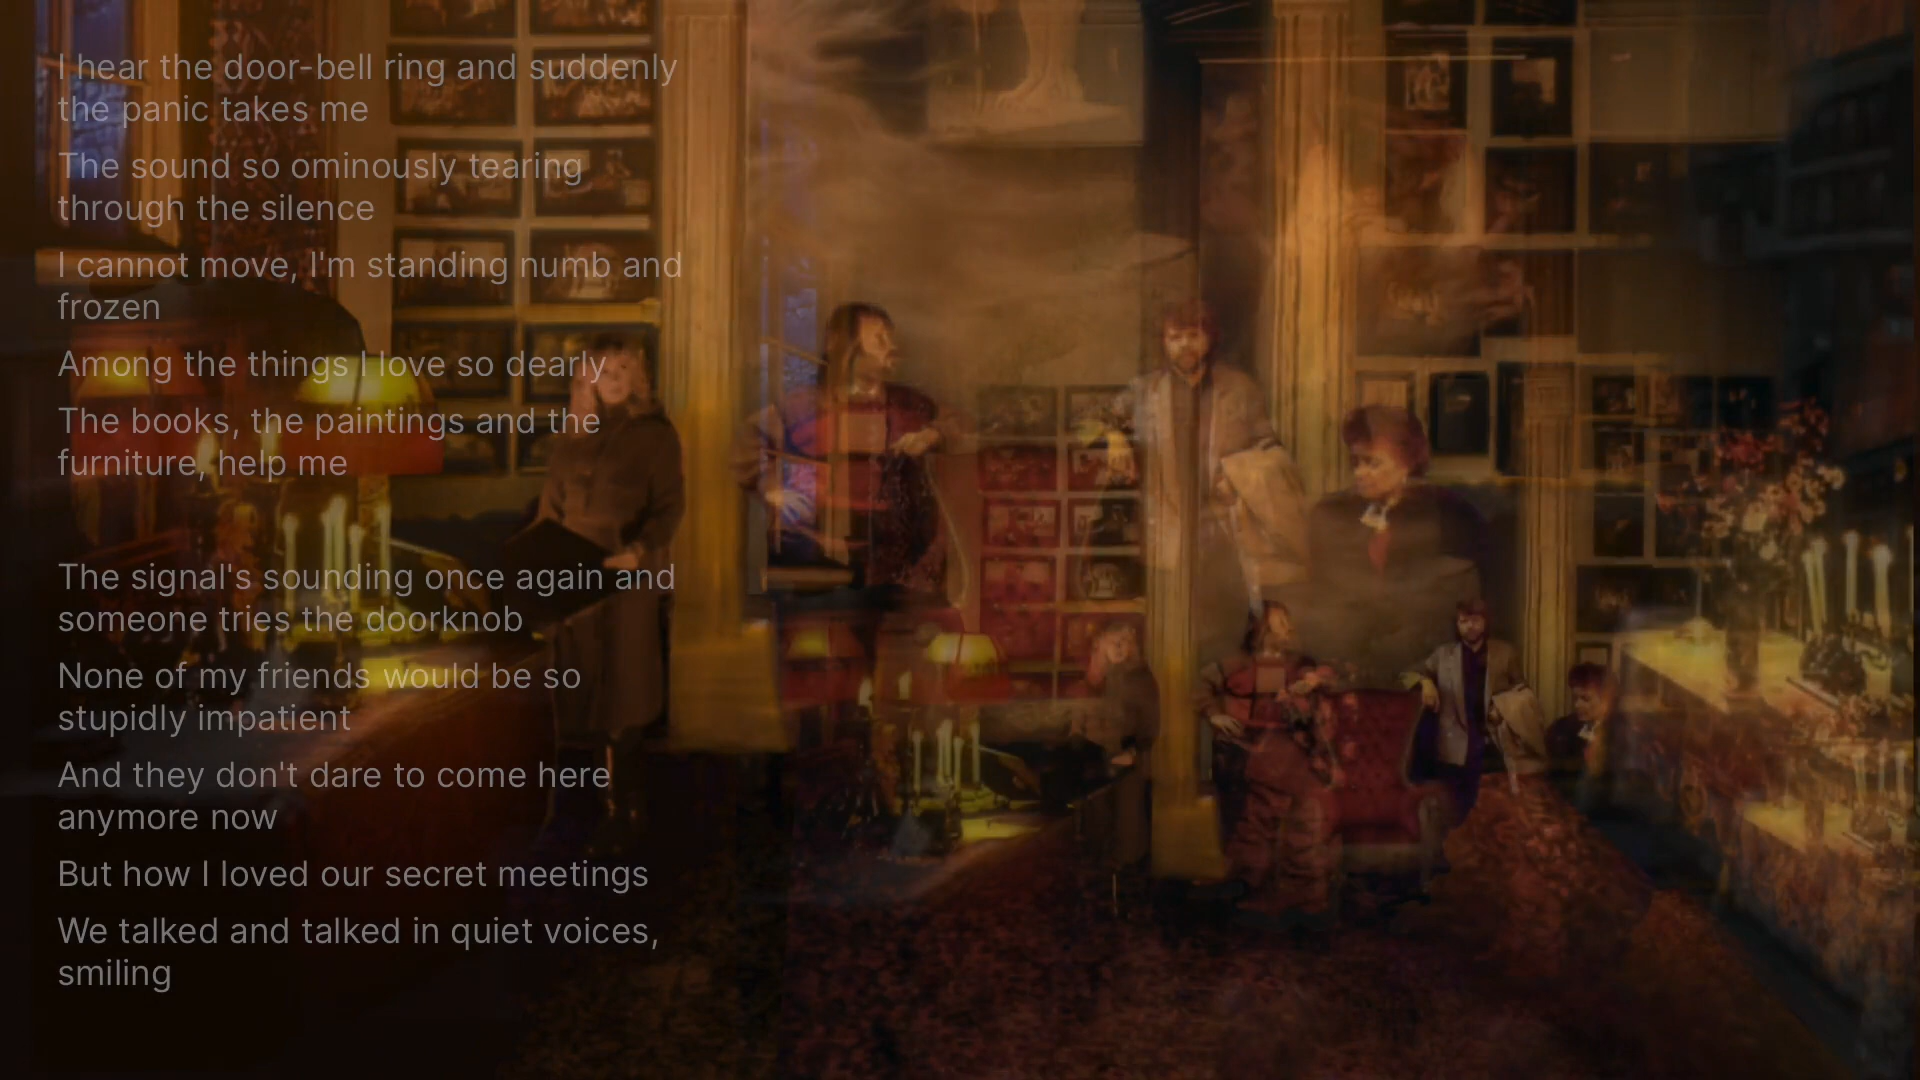 I hear the door-bell ring and suddenly
the panic takes me
The sound so ominously tearing
through the silence
I cannot move, I'm standing numb and
frozen
Among the things I love so dearly
The books, the paintings and the
furniture, help me
The signal's sounding once again and
someone tries the doorknob
None of my friends would be so
stupidly impatient
And they don't dare to come here
anymore now
But how I loved our secret meetings
We talked and talked in quiet voices,
smiling